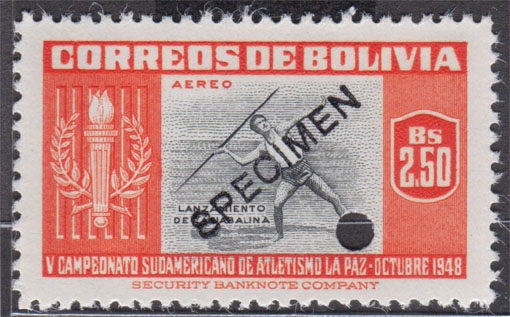 CORREOS DE BOLIVIA
AEREO
Bs
2.50
SPECIMEN
LANZAMIENTO
DE JABALINA
V CAMPEONATO SUDAMERICANO DE ATLETISMO LA PAZ - OCTUBRE 1948
SECURITY BANKNOTE COMPANY